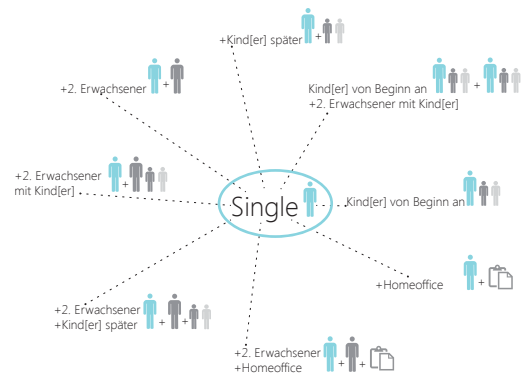 +Kind[er] später
+
+2. Erwachsener
+
Kind[er] von Beginn an
+
+2. Erwachsener mit Kind[er]
+2. Erwachsener
+
mit Kind[er]
Single
Kind[er] von Beginn an
+Homeoffice
+
+2. Erwachsener
+
+
+Kind[er] später
+2. Erwachsener
+
+
+Homeoffice